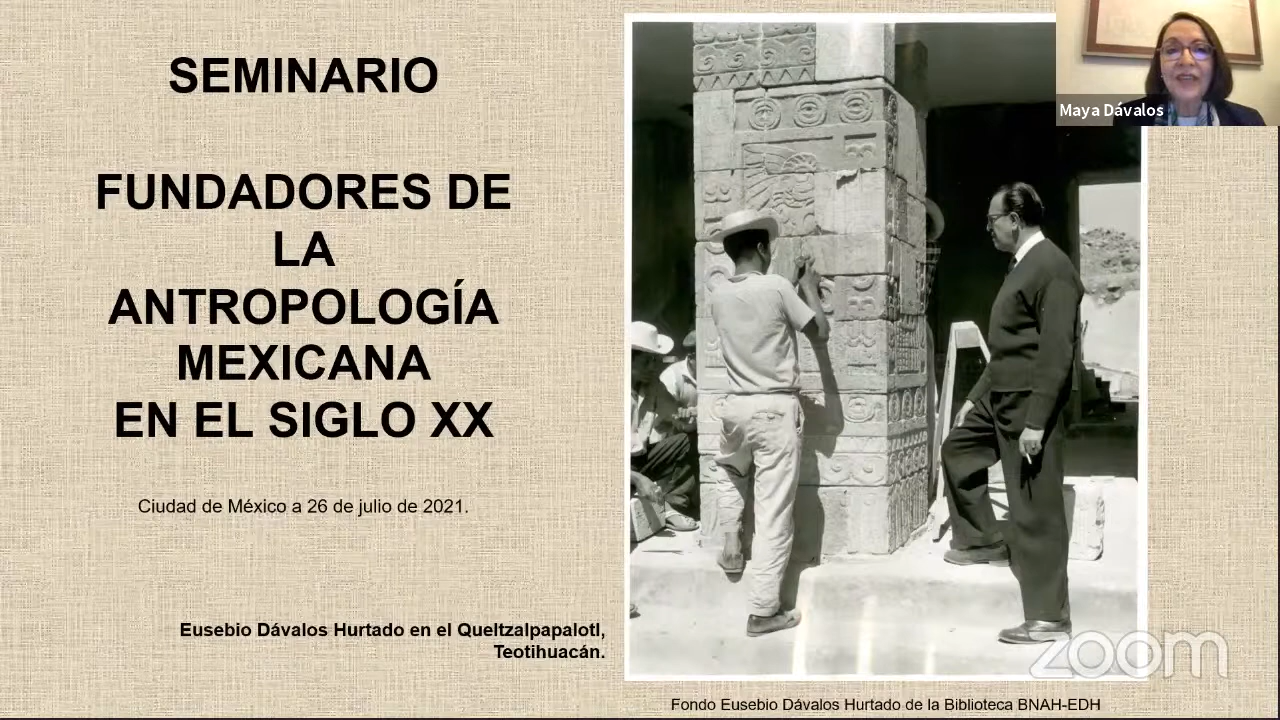 SEMINARIO
FUNDADORES DE
LA
ANTROPOLOGÍA
MEXICANA
EN EL SIGLO XX
Ciudad de México a 26 de julio de 2021.
Eusebio Dávalos Hurtado en el Queltzalpapalotl,
Teotihuacán.
Maya Dávalos
zoom
Fondo Eusebio Dávalos Hurtado de la Biblioteca BNAH-EDH